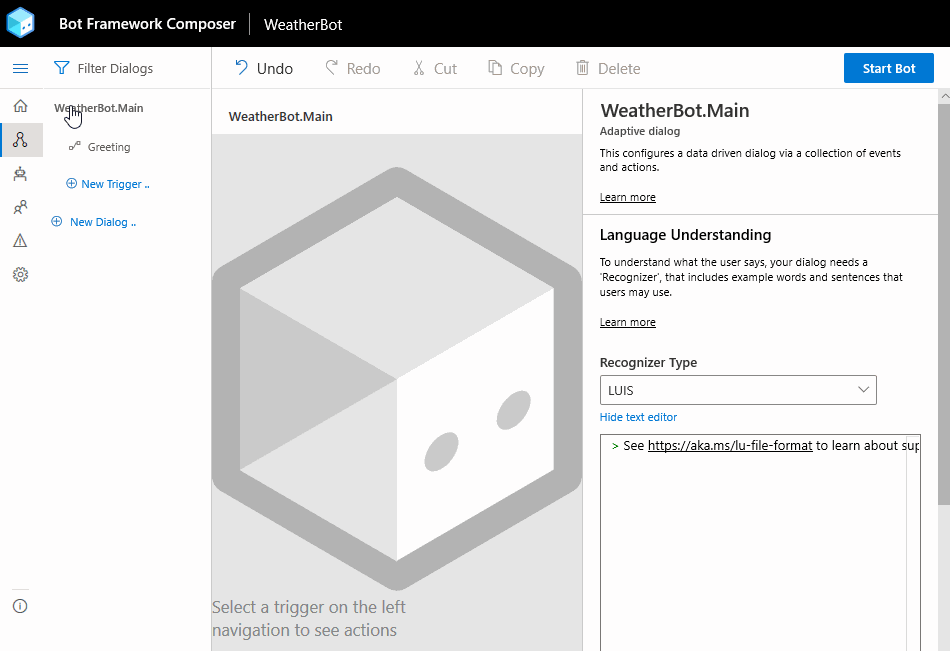 Bot Framework Composer
WeatherBot
Filter Dialogs
Undo
Redo
Cut
Copy
Delete
Start Bot
WeatherBot.Main
Greeting
New Trigger ..
New Dialog ..
WeatherBot.Main
Select a trigger on the left
navigation to see actions
WeatherBot.Main
Adaptive dialog
This configures a data driven dialog via a collection of events
and actions.
Learn more
Language Understanding
To understand what the user says, your dialog needs a
'Recognizer', that includes example words and sentences that
users may use.
Learn more
Recognizer Type
LUIS
Hide text editor
> See https://aka.ms/lu-file-format to learn about sup